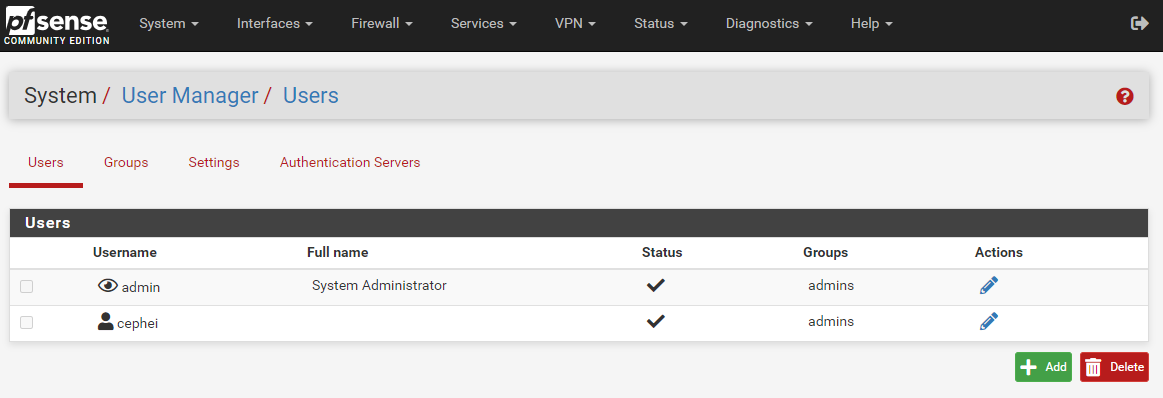 pfsense COMMUNITY EDITION System Interfaces Firewall Services VPN Status Diagnostics Help
System / User Manager / Users
Users Groups Settings Authentication Servers
Users
Username Full name Status Groups Actions
admin System Administrator admins
cephei admins
Add Delete